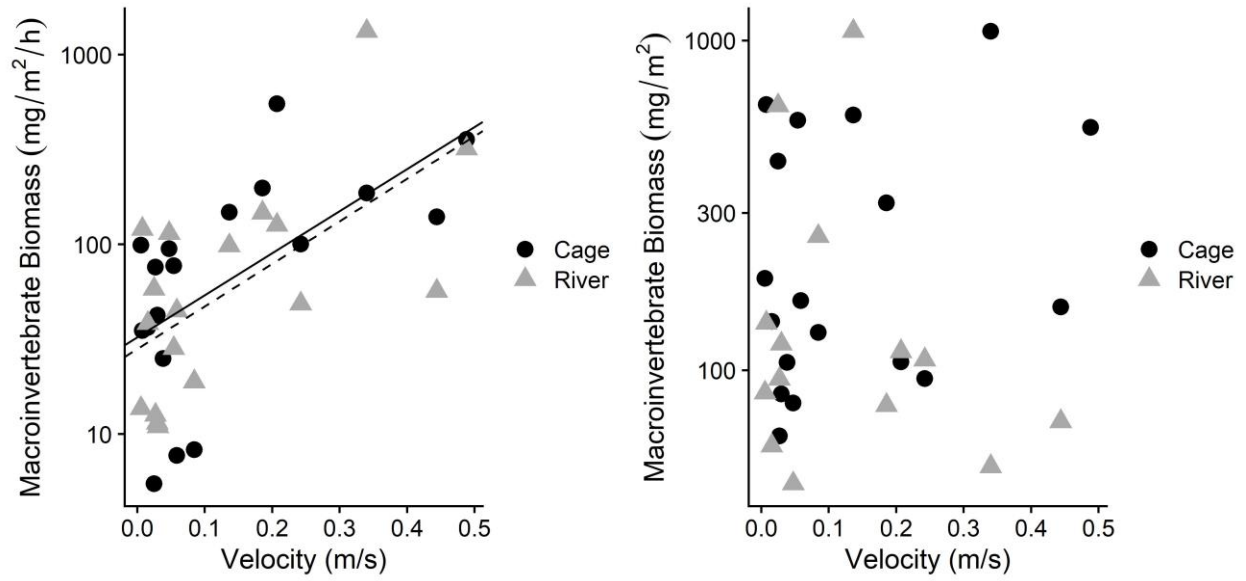 Macroinvertebrate Biomass (mg/m²/h)
1000
100
10
0.0 0.1 0.2 0.3 0.4 0.5
Velocity (m/s)
Cage
River
Macroinvertebrate Biomass (mg/m²)
1000
300
100
0.0 0.1 0.2 0.3 0.4 0.5
Velocity (m/s)
Cage
River